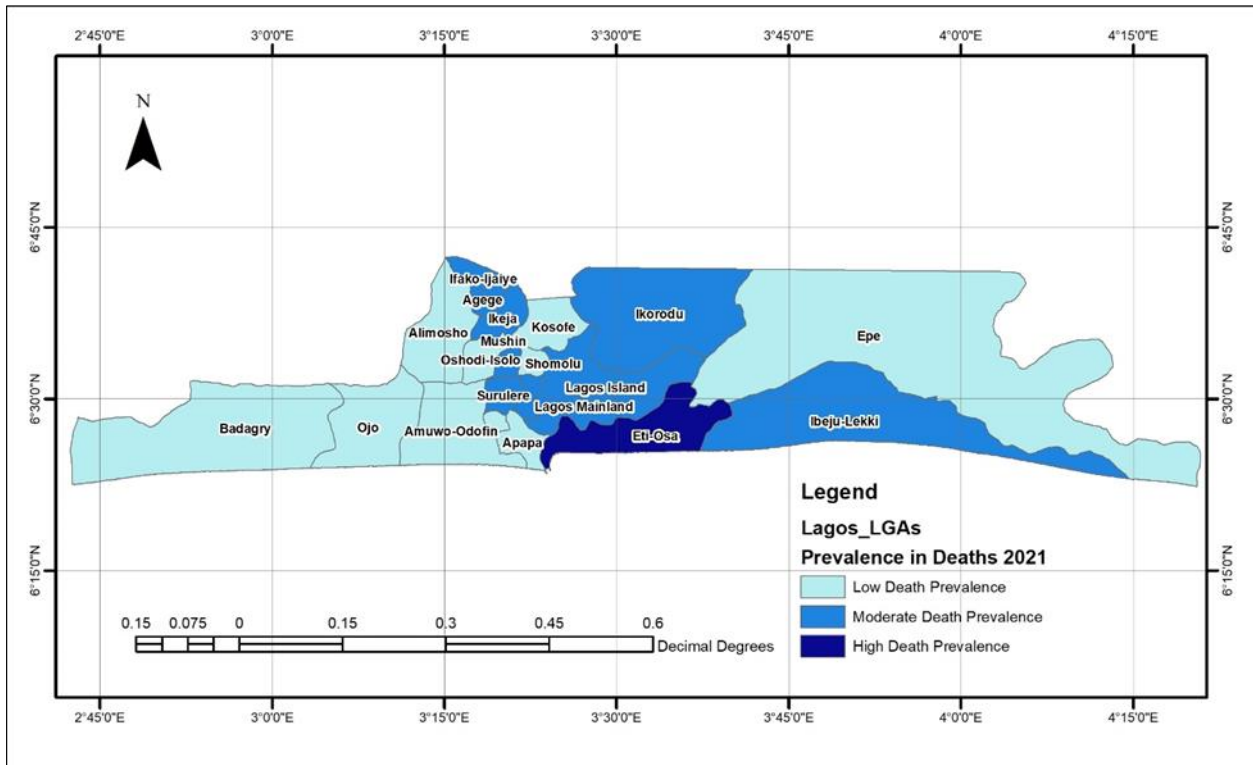 2°45'0"E 3°0'0"E 3°15'0"E 3°30'0"E 3°45'0"E 4°0'0"E 4°15'0"E
N
6°45'0"N 6°45'0"N
Ifako-Ijaiye
Agege
Ikeja
Ikorodu
Kosofe
Alimosho
Epe
Mushin
Oshodi-Isolo
Shomolu
Lagos Island
6°30'0"N 6°30'0"N
Surulere
Lagos Mainland
Badagry
Ojo
Amuwo-Odofin
Apapa
Eti-Osa
Ibeju-Lekki
Legend
Lagos_LGAs
Prevalence in Deaths 2021
6°15'0"N 6°15'0"N
Low Death Prevalence
Moderate Death Prevalence
High Death Prevalence
0.15 0.075 0 0.15 0.3 0.45 0.6
Decimal Degrees
2°45'0"E 3°0'0"E 3°15'0"E 3°30'0"E 3°45'0"E 4°0'0"E 4°15'0"E